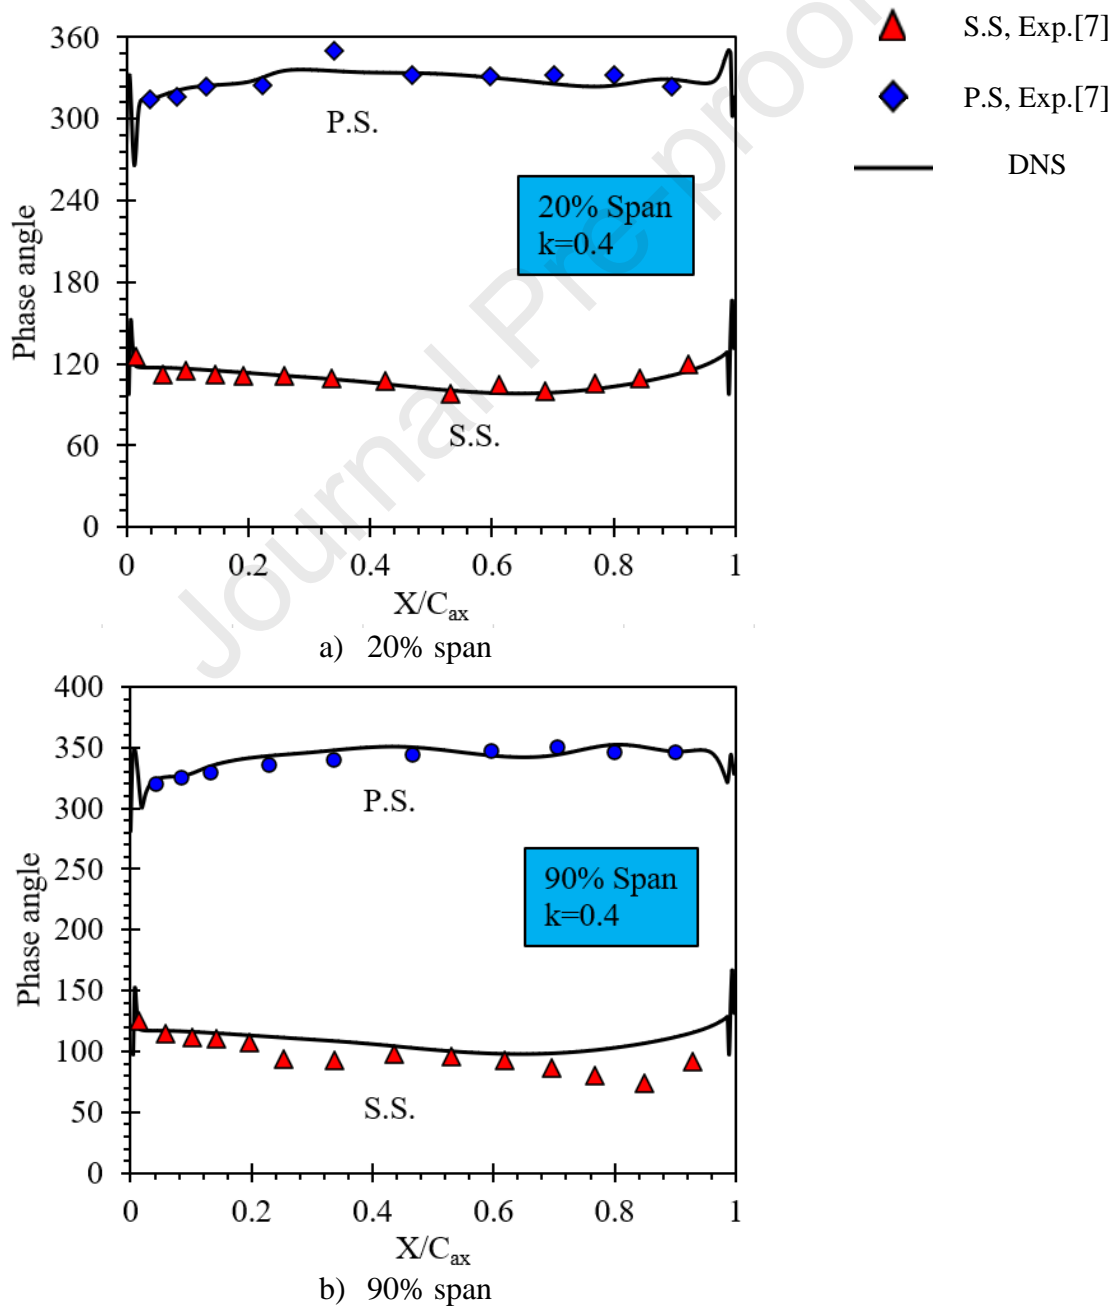 S.S, Exp.[7]
P.S, Exp.[7]
DNS
360
300
240
180
120
60
0
Phase angle
P.S.
20% Span
k=0.4
S.S.
0 0.2 0.4 0.6 0.8 1
X/Cax
a) 20% span
400
350
300
250
200
150
100
50
0
Phase angle
P.S.
90% Span
k=0.4
S.S.
0 0.2 0.4 0.6 0.8 1
X/Cax
b) 90% span
Journal Pre-proof